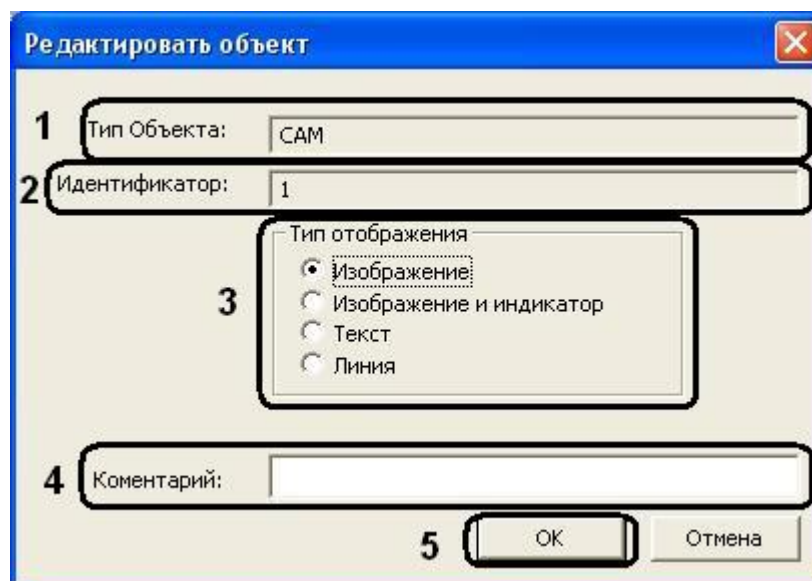 Редактировать объект
1 Тип Объекта: CAM
2 Идентификатор: 1
Тип отображения
Изображение
3 Изображение и индикатор
Текст
Линия
4 Коментарий:
5 OK Отмена